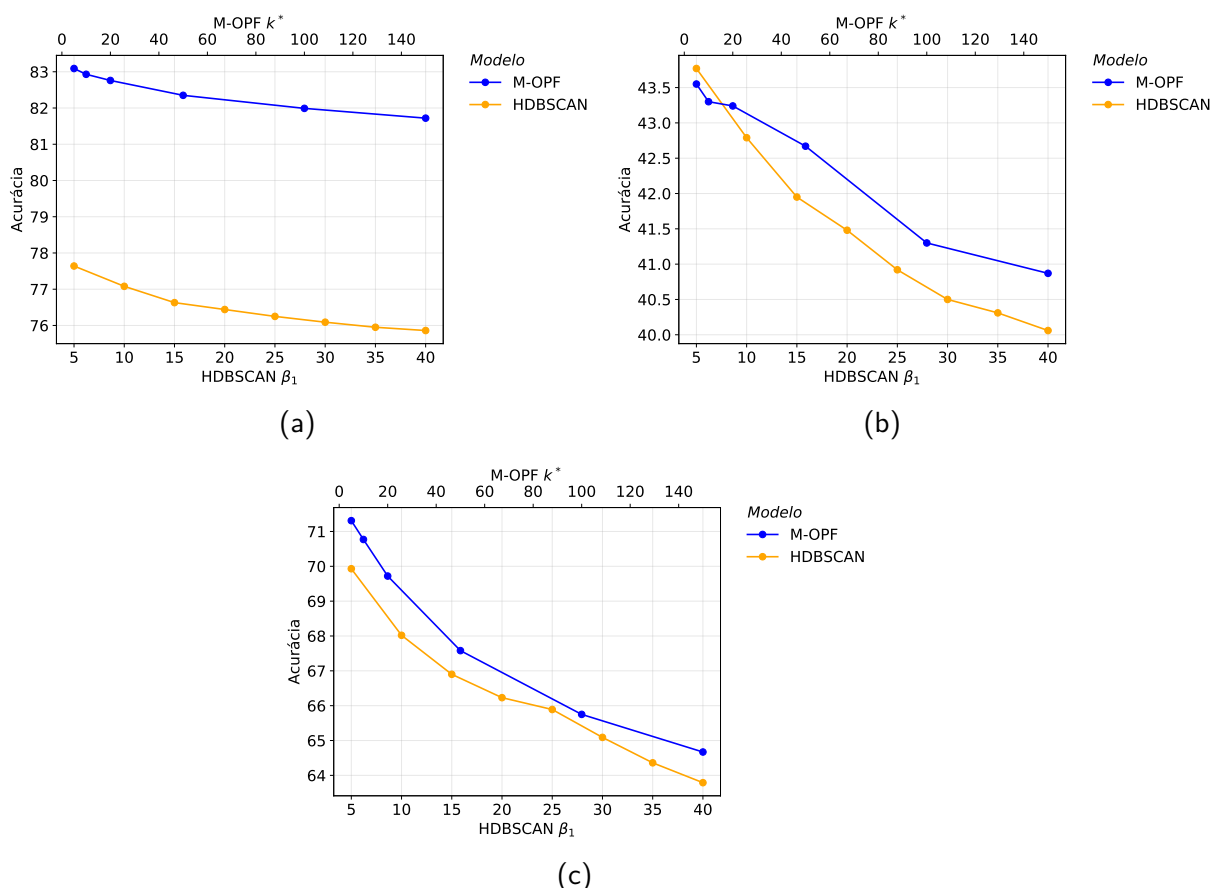 M-OPF k*
0 20 40 60 80 100 120 140
Modelo
M-OPF
HDBSCAN
83
82
81
80
79
78
77
76
Acurácia
5 10 15 20 25 30 35 40
HDBSCAN β₁
(a)
M-OPF k*
0 20 40 60 80 100 120 140
Modelo
M-OPF
HDBSCAN
43.5
43.0
42.5
42.0
41.5
41.0
40.5
40.0
Acurácia
5 10 15 20 25 30 35 40
HDBSCAN β₁
(b)
M-OPF k*
0 20 40 60 80 100 120 140
Modelo
M-OPF
HDBSCAN
71
70
69
68
67
66
65
64
Acurácia
5 10 15 20 25 30 35 40
HDBSCAN β₁
(c)